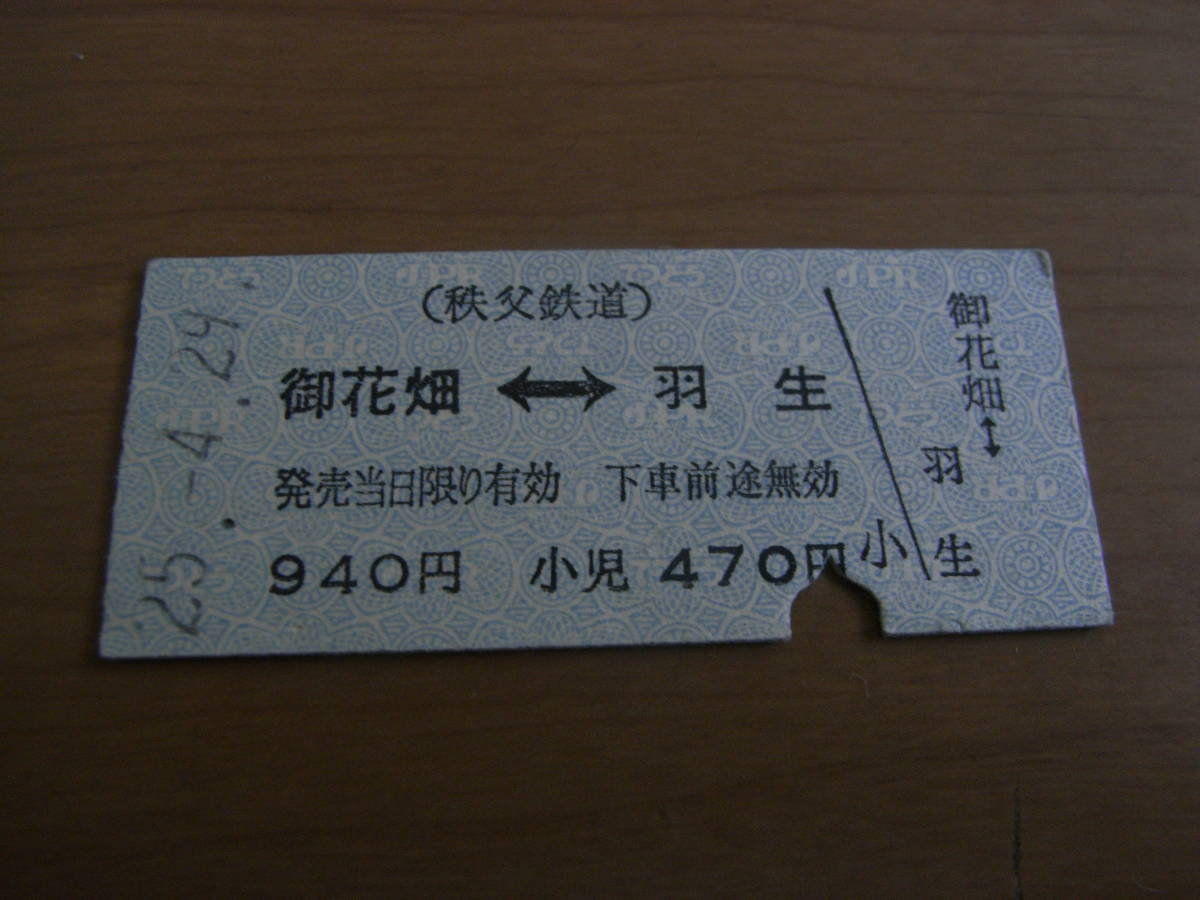 (秩父鉄道)
御花畑 ↔ 羽生
発売当日限り有効 下車前途無効
940円 小児 470円
小
御花畑↔羽生
25.-4.24